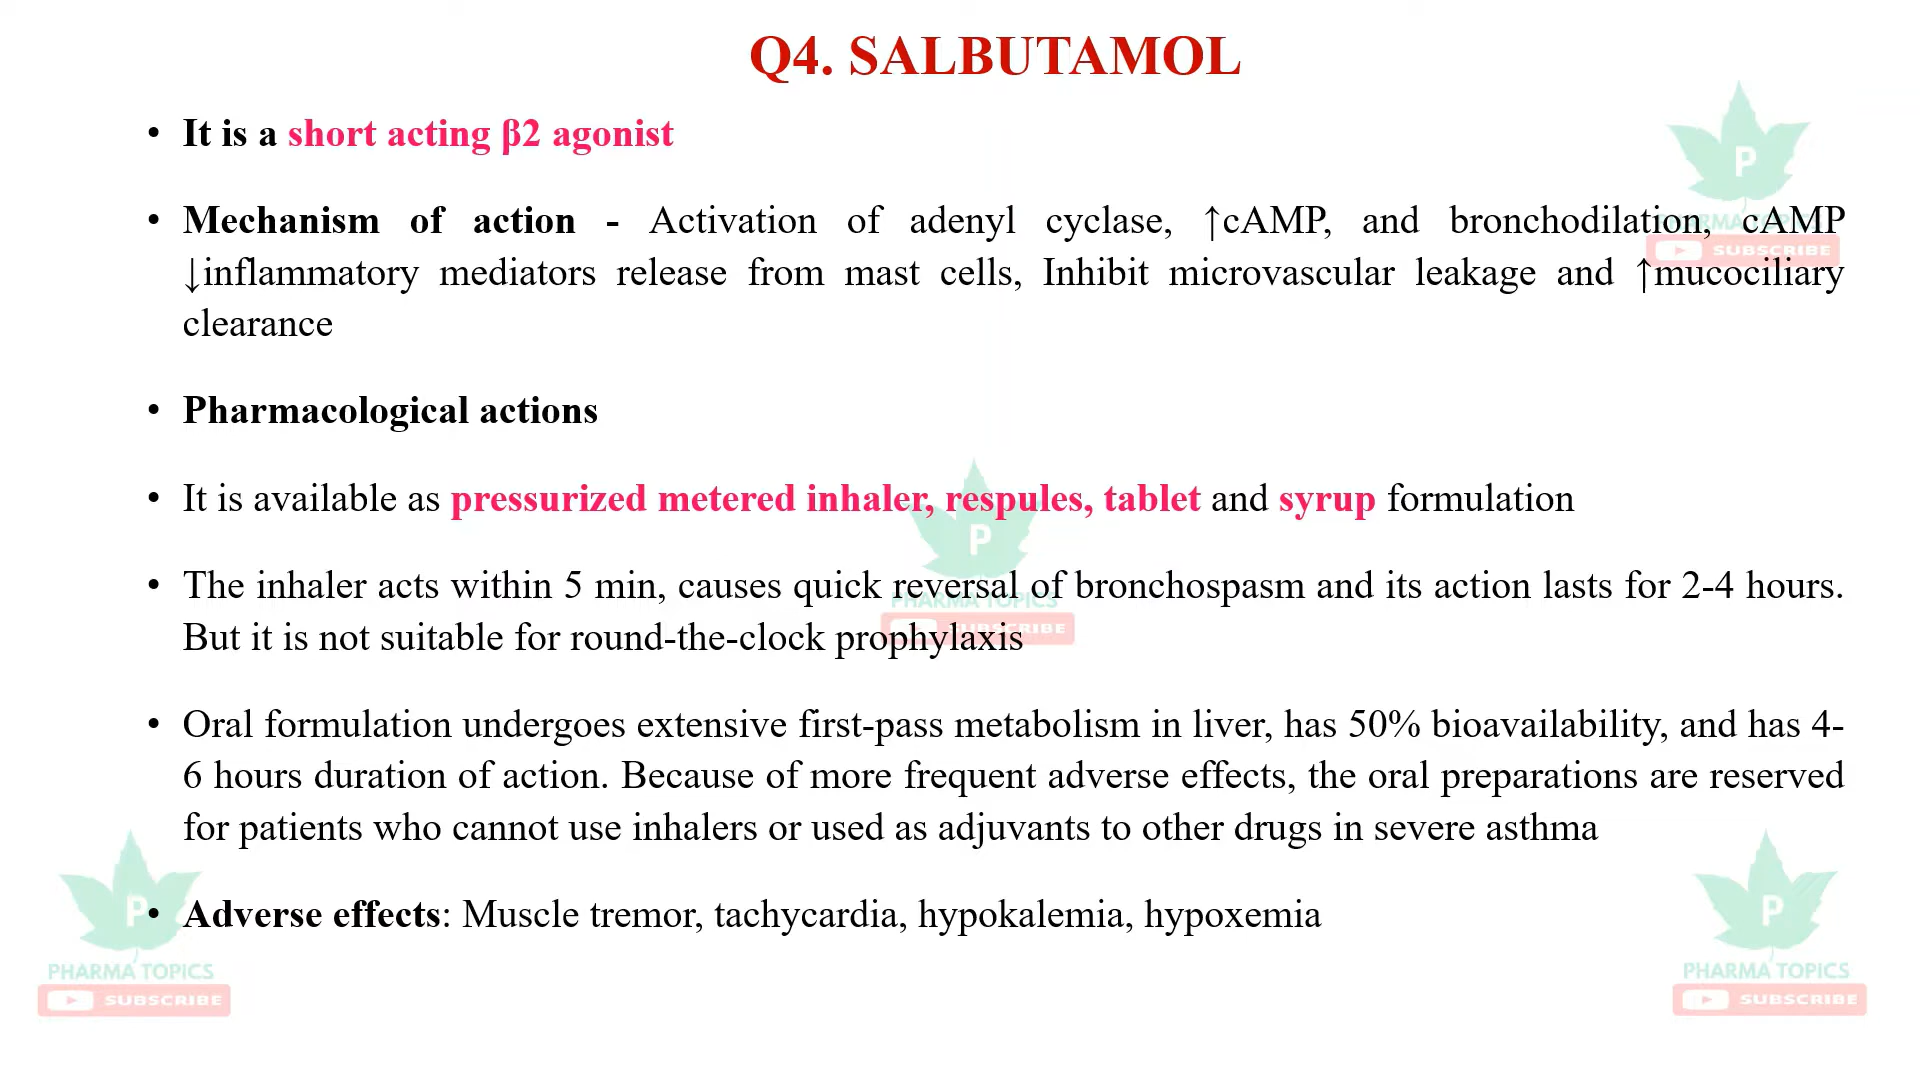 Q4. SALBUTAMOL
• It is a short acting β2 agonist
• Mechanism of action - Activation of adenyl cyclase, ↑cAMP, and bronchodilation, cAMP
↓inflammatory mediators release from mast cells, Inhibit microvascular leakage and ↑mucociliary
clearance
• Pharmacological actions
• It is available as pressurized metered inhaler, respules, tablet and syrup formulation
• The inhaler acts within 5 min, causes quick reversal of bronchospasm and its action lasts for 2-4 hours.
But it is not suitable for round-the-clock prophylaxis
• Oral formulation undergoes extensive first-pass metabolism in liver, has 50% bioavailability, and has 4-
6 hours duration of action. Because of more frequent adverse effects, the oral preparations are reserved
for patients who cannot use inhalers or used as adjuvants to other drugs in severe asthma
• Adverse effects: Muscle tremor, tachycardia, hypokalemia, hypoxemia
P
PHARMA TOPICS
SUBSCRIBE
P
PHARMA TOPICS
SUBSCRIBE
P
PHARMA TOPICS
SUBSCRIBE
P
PHARMA TOPICS
SUBSCRIBE